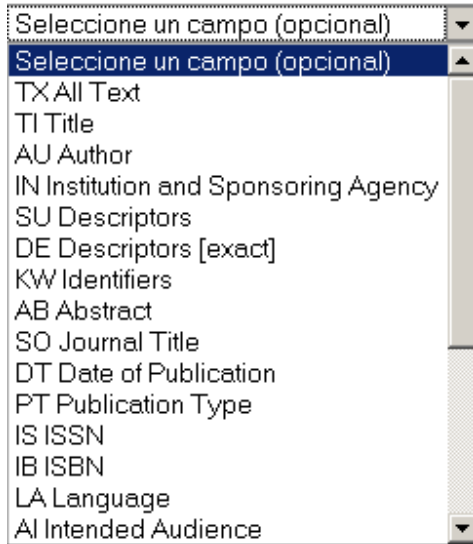 Seleccione un campo (opcional)
Seleccione un campo (opcional)
TX All Text
TI Title
AU Author
IN Institution and Sponsoring Agency
SU Descriptors
DE Descriptors [exact]
KW Identifiers
AB Abstract
SO Journal Title
DT Date of Publication
PT Publication Type
IS ISSN
IB ISBN
LA Language
AI Intended Audience